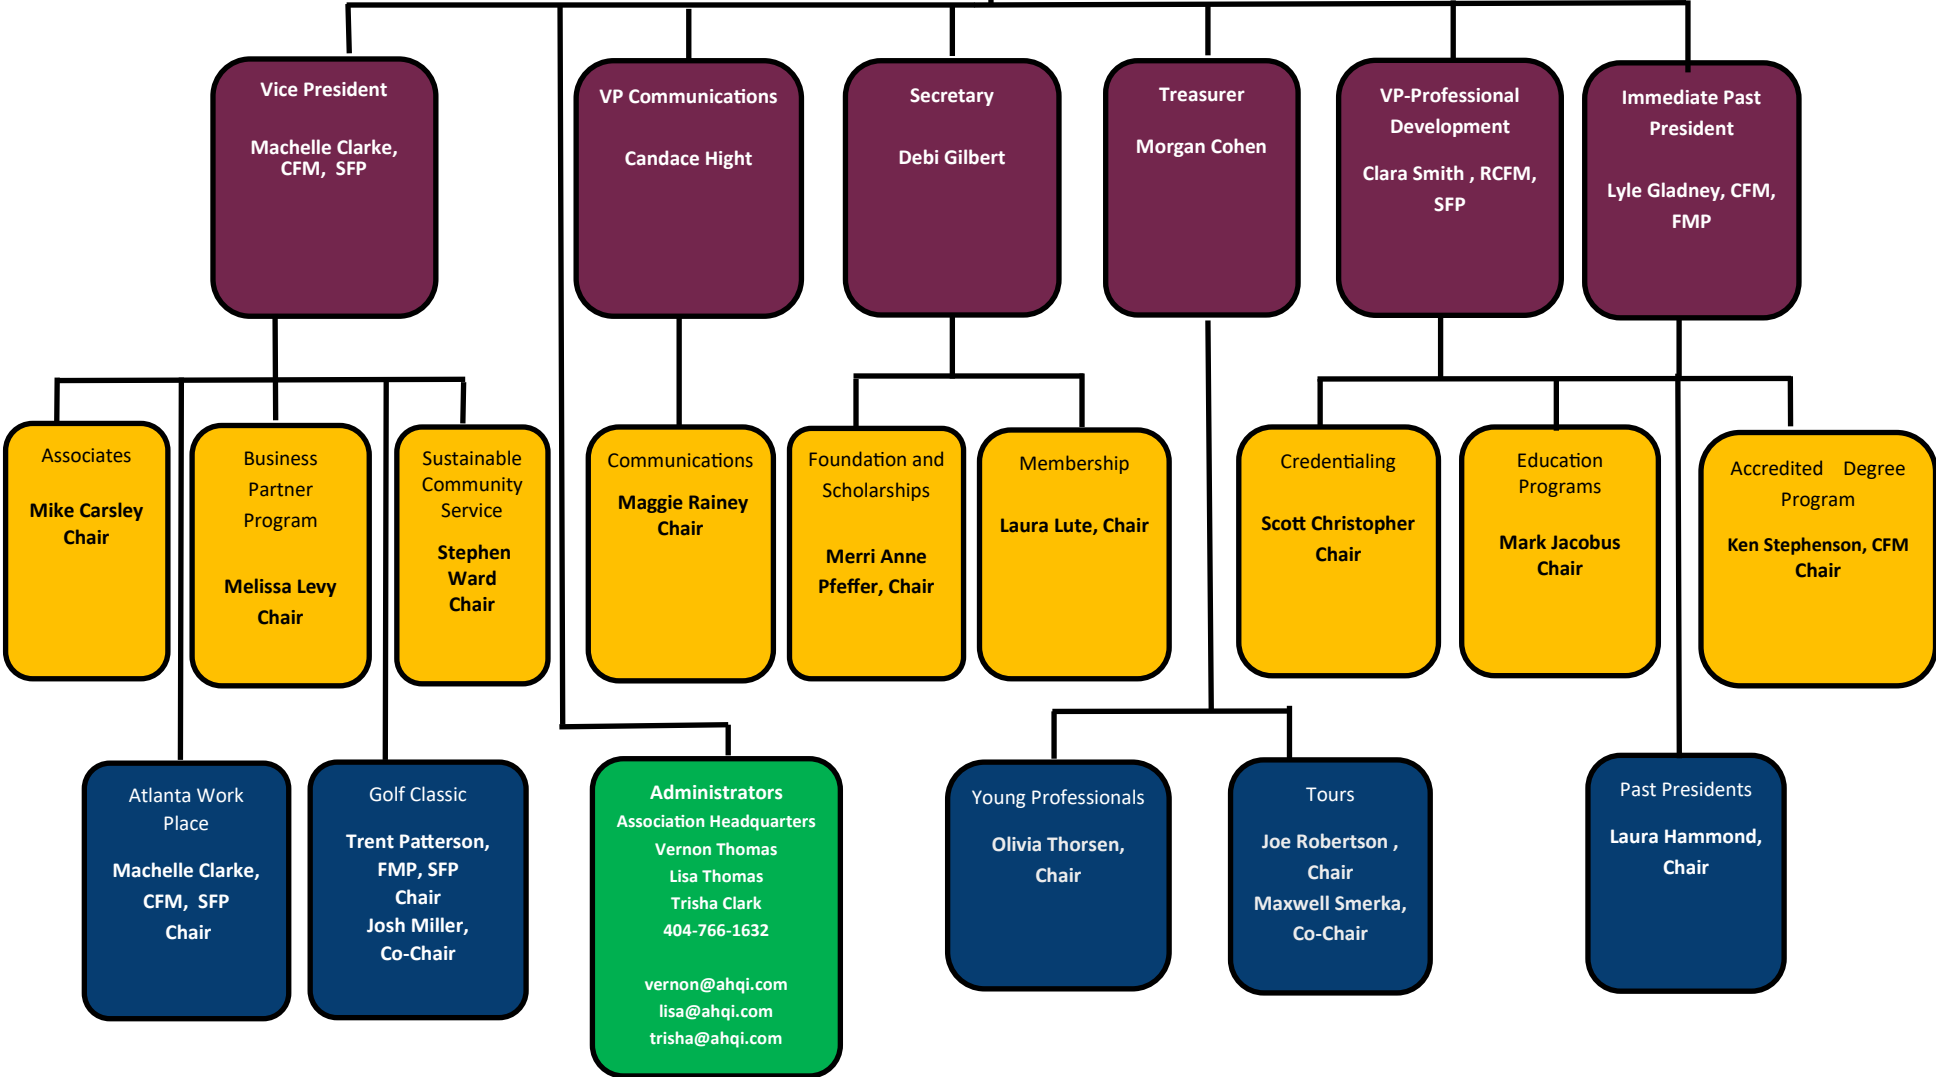 Vice President
Machelle Clarke,
CFM, SFP
VP Communications
Candace Hight
Secretary
Debi Gilbert
Treasurer
Morgan Cohen
VP-Professional
Development
Clara Smith , RCFM,
SFP
Immediate Past
President
Lyle Gladney, CFM,
FMP
Associates
Mike Carsley
Chair
Business
Partner
Program
Melissa Levy
Chair
Sustainable
Community
Service
Stephen
Ward
Chair
Communications
Maggie Rainey
Chair
Foundation and
Scholarships
Merri Anne
Pfeffer, Chair
Membership
Laura Lute, Chair
Credentialing
Scott Christopher
Chair
Education
Programs
Mark Jacobus
Chair
Accredited Degree
Program
Ken Stephenson, CFM
Chair
Atlanta Work
Place
Machelle Clarke,
CFM, SFP
Chair
Golf Classic
Trent Patterson,
FMP, SFP
Chair
Josh Miller,
Co-Chair
Administrators
Association Headquarters
Vernon Thomas
Lisa Thomas
Trisha Clark
404-766-1632
vernon@ahqi.com
lisa@ahqi.com
trisha@ahqi.com
Young Professionals
Olivia Thorsen,
Chair
Tours
Joe Robertson ,
Chair
Maxwell Smerka,
Co-Chair
Past Presidents
Laura Hammond,
Chair